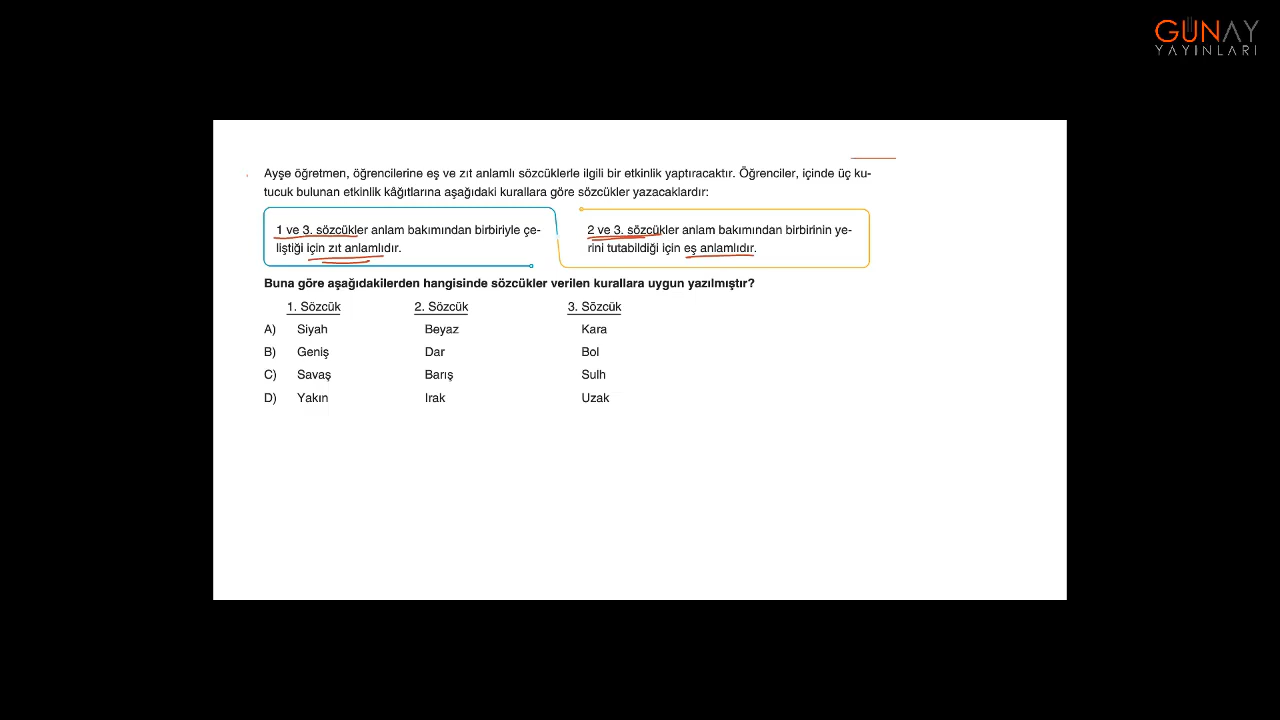 GÜNAY
YAYINLARI
Ayşe öğretmen, öğrencilerine eş ve zıt anlamlı sözcüklerle ilgili bir etkinlik yaptıracaktır. Öğrenciler, içinde üç ku-
tucuk bulunan etkinlik kâğıtlarına aşağıdaki kurallara göre sözcükler yazacaklardır:
1 ve 3. sözcükler anlam bakımından birbiriyle çe-
liştiği için zıt anlamlıdır.
2 ve 3. sözcükler anlam bakımından birbirinin ye-
rini tutabildiği için eş anlamlıdır.
Buna göre aşağıdakilerden hangisinde sözcükler verilen kurallara uygun yazılmıştır?
1. Sözcük 2. Sözcük 3. Sözcük
A) Siyah Beyaz Kara
B) Geniş Dar Bol
C) Savaş Barış Sulh
D) Yakın Irak Uzak